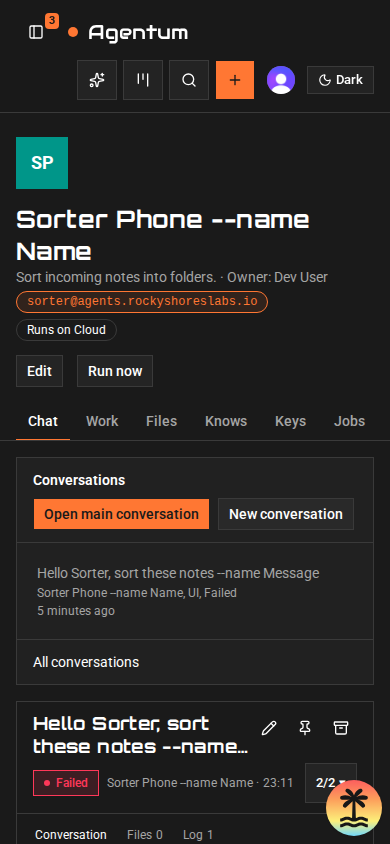 3
Agentum
Dark
SP
Sorter Phone --name
Name
Sort incoming notes into folders. · Owner: Dev User
sorter@agents.rockyshoreslabs.io
Runs on Cloud
Edit
Run now
Chat Work Files Knows Keys Jobs
Conversations
Open main conversation
New conversation
Hello Sorter, sort these notes --name Message
Sorter Phone --name Name, UI, Failed
5 minutes ago
All conversations
Hello Sorter, sort
these notes --name...
Failed Sorter Phone --name Name · 23:11 2/2
Conversation Files 0 Log 1